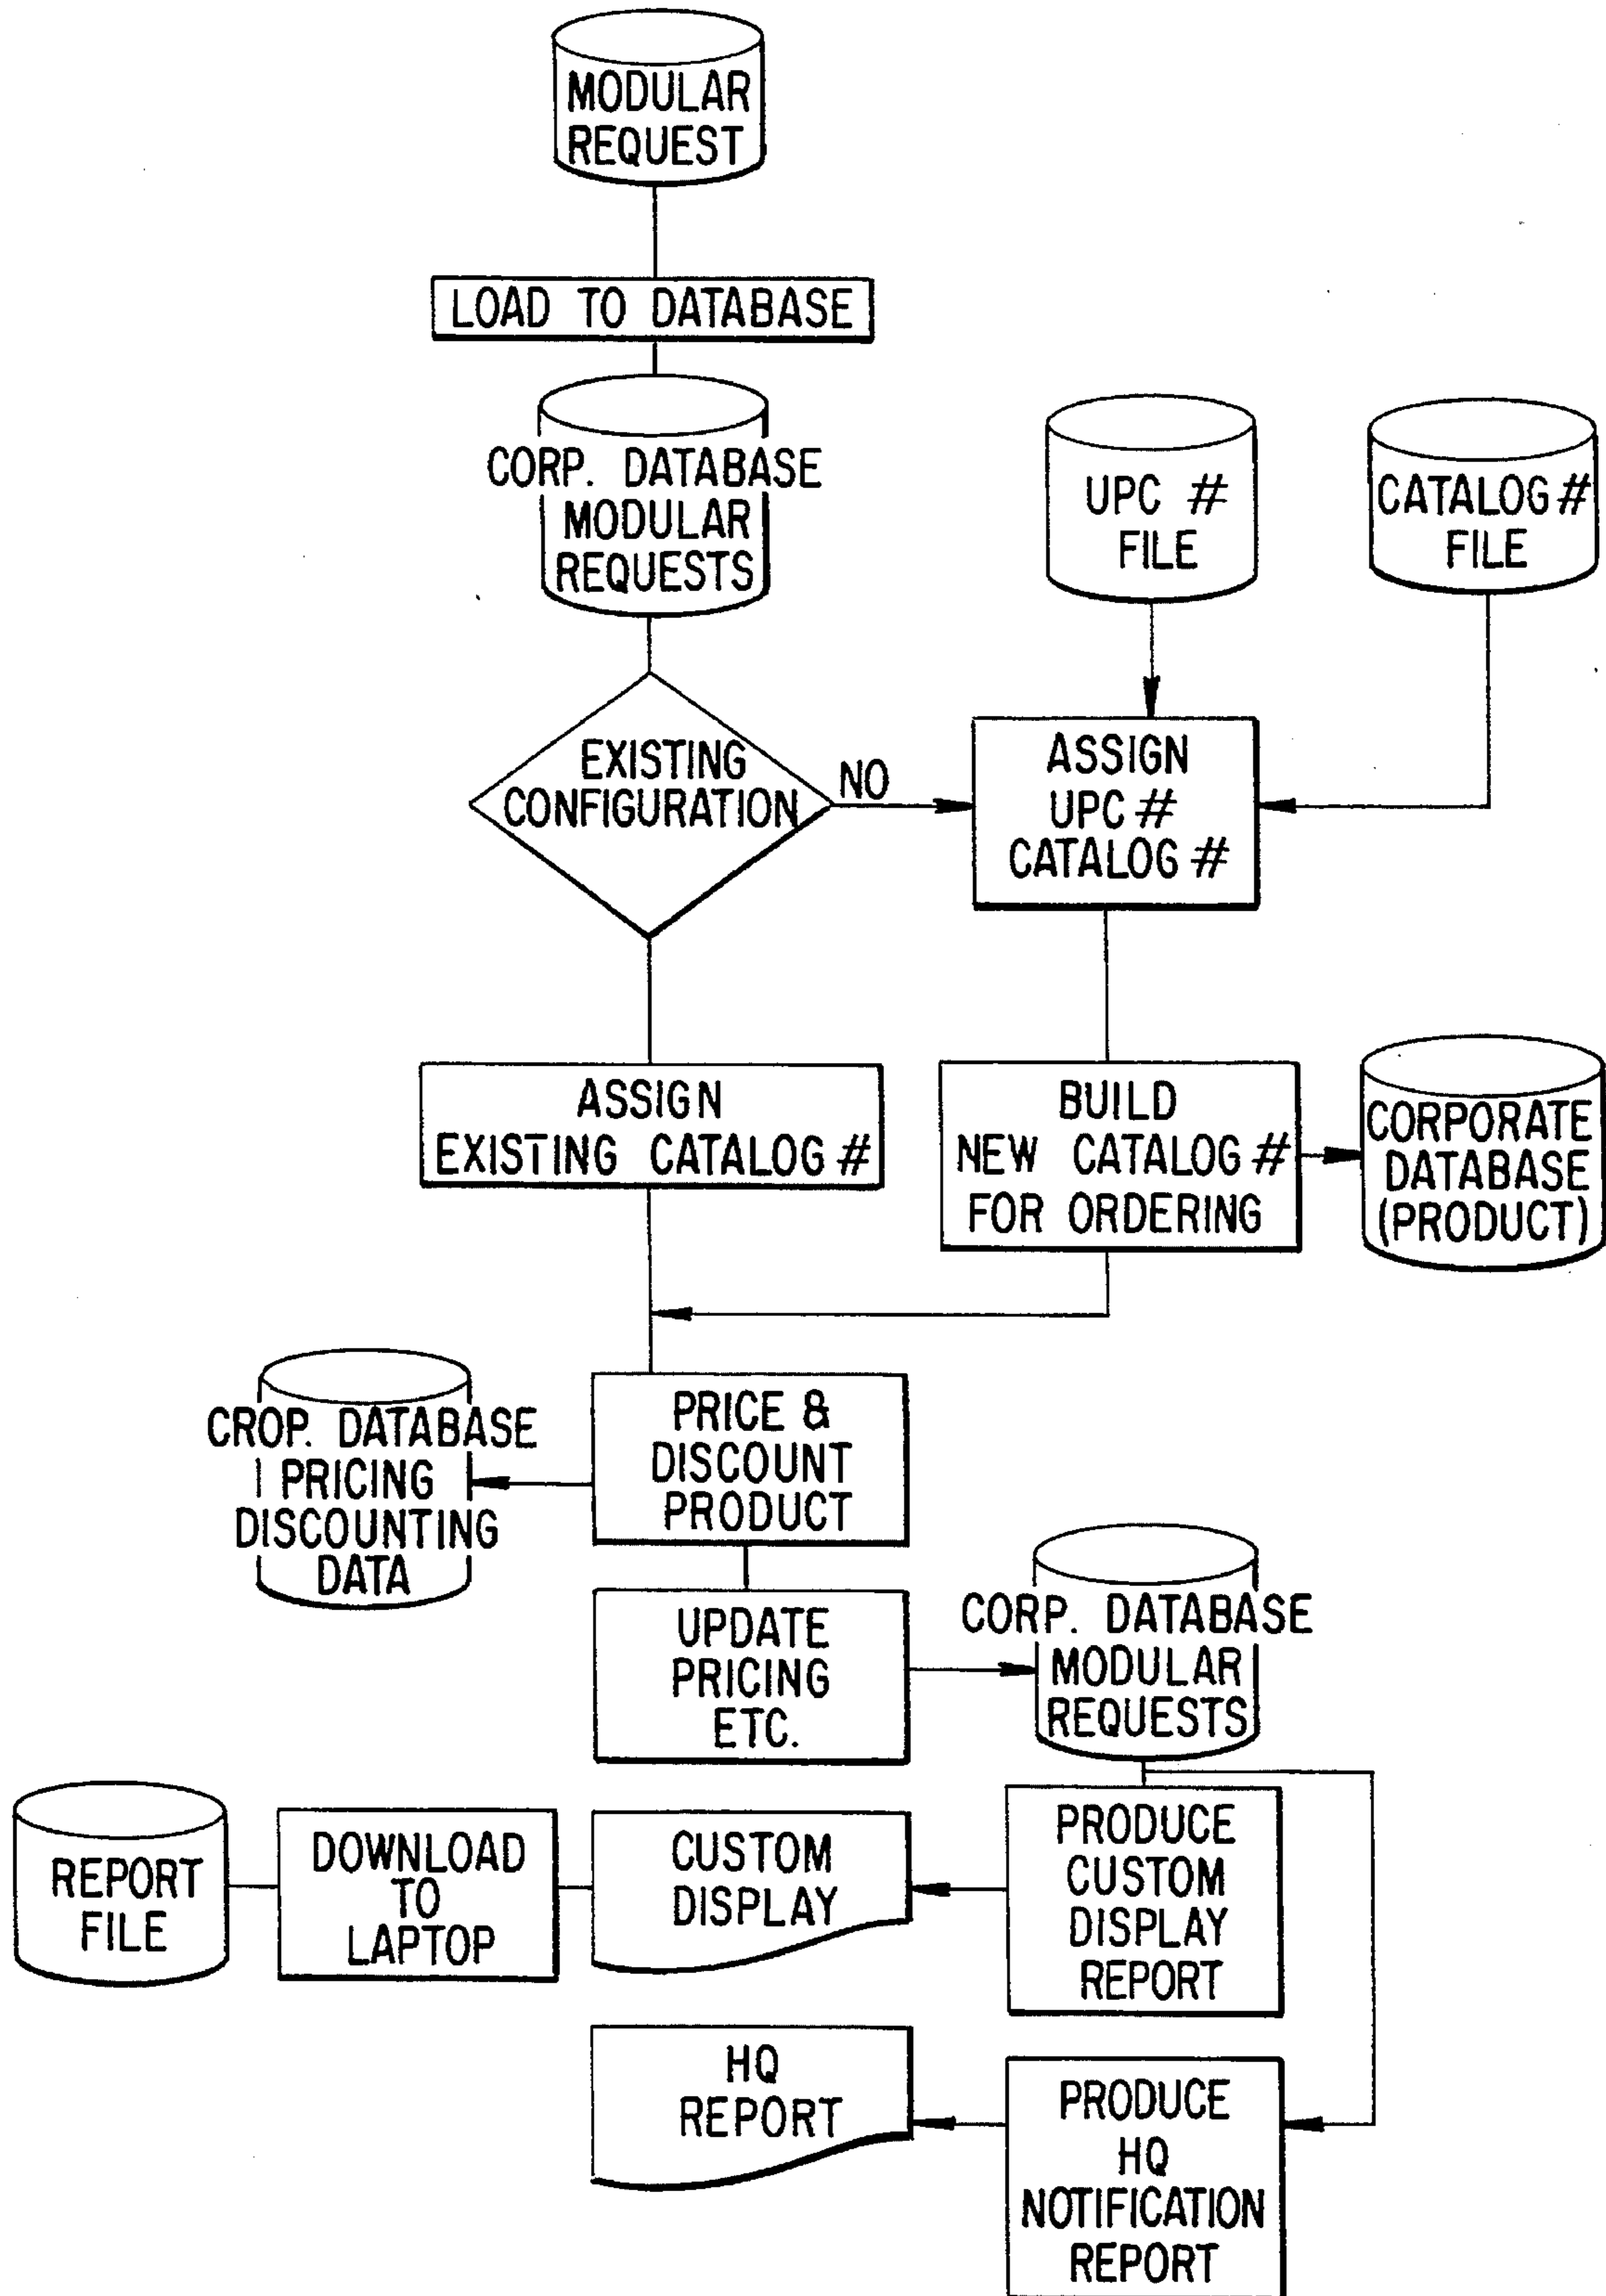 MODULAR
REQUEST
LOAD TO DATABASE
CORP. DATABASE
MODULAR
REQUESTS
UPC #
FILE
CATALOG #
FILE
EXISTING
CONFIGURATION
NO
ASSIGN
UPC #
CATALOG #
ASSIGN
EXISTING CATALOG #
BUILD
NEW CATALOG #
FOR ORDERING
CORPORATE
DATABASE
(PRODUCT)
CROP. DATABASE
PRICING
DISCOUNTING
DATA
PRICE &
DISCOUNT
PRODUCT
UPDATE
PRICING
ETC.
CORP. DATABASE
MODULAR
REQUESTS
REPORT
FILE
DOWNLOAD
TO
LAPTOP
CUSTOM
DISPLAY
PRODUCE
CUSTOM
DISPLAY
REPORT
HQ
REPORT
PRODUCE
HQ
NOTIFICATION
REPORT